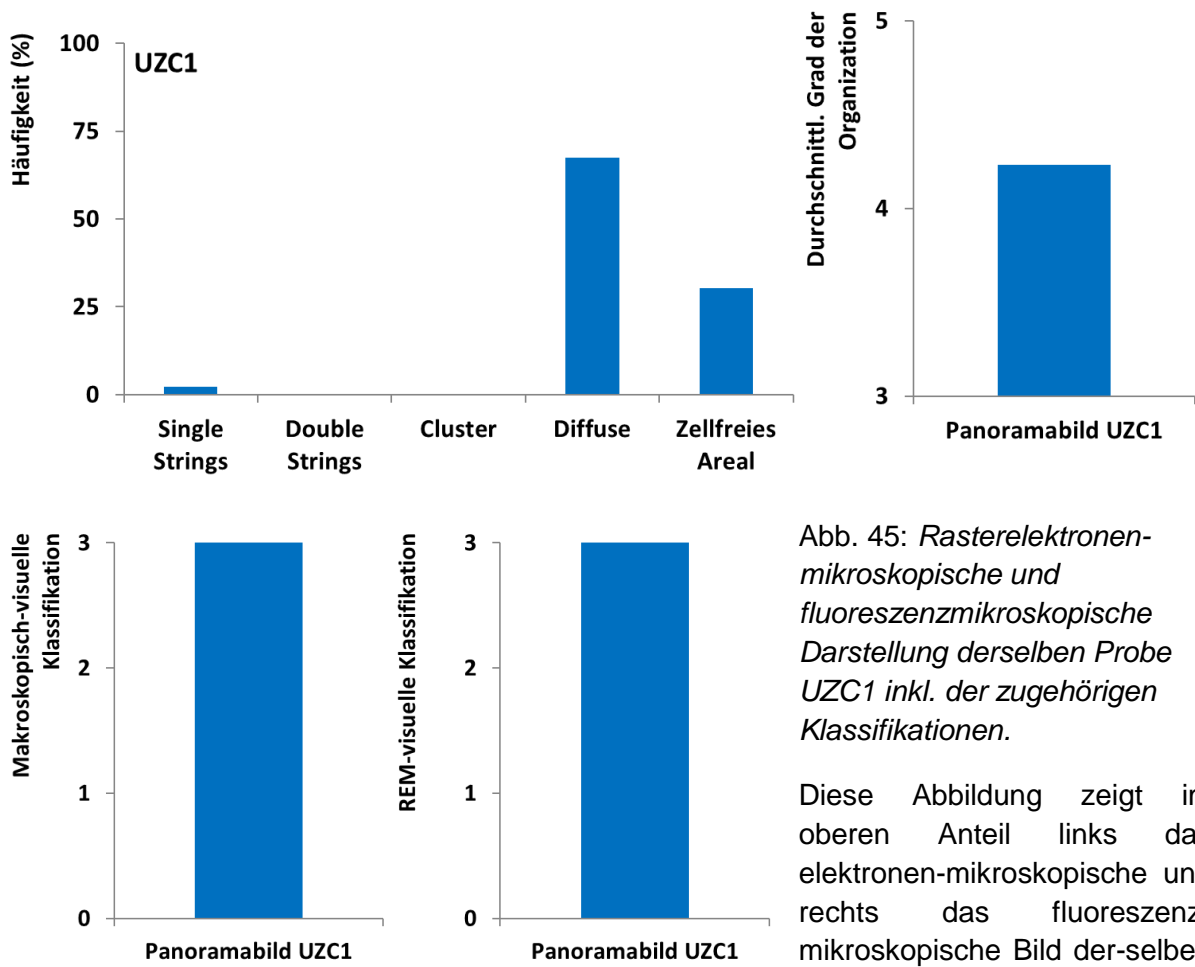 Häufigkeit (%)
100
75
50
25
0
UZC1
Single
Strings
Double
Strings
Cluster
Diffuse
Zellfreies
Areal
Durchschnittl. Grad der
Organization
5
4
3
Panoramabild UZC1
Makroskopisch-visuelle
Klassifikation
3
2
1
0
Panoramabild UZC1
REM-visuelle Klassifikation
3
2
1
0
Panoramabild UZC1
Abb. 45: Rasterelektronen-
mikroskopische und
fluoreszenzmikroskopische
Darstellung derselben Probe
UZC1 inkl. der zugehörigen
Klassifikationen.
Diese Abbildung zeigt
oberen Anteil links
elektronen-mikroskopische
rechts das fluoreszenz
mikroskopische Bild